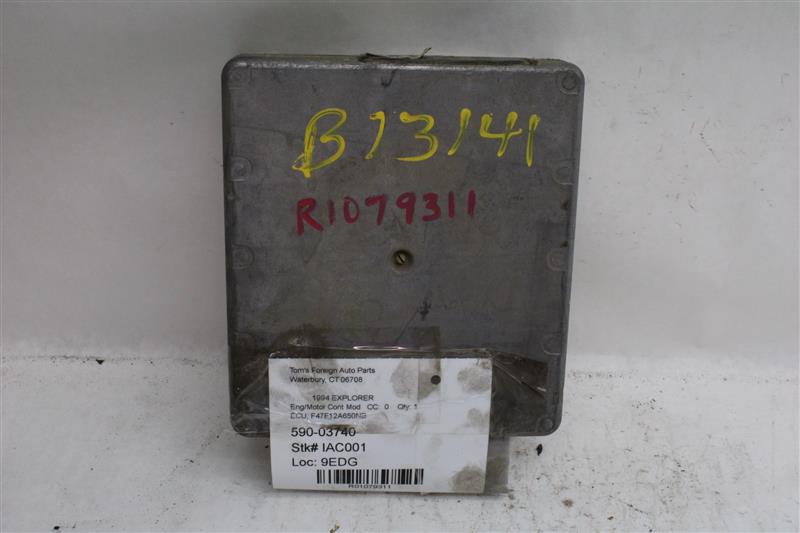 B13141
R1079311
Tom's Foreign Auto Parts
Waterbury, CT 06708
1994 EXPLORER
Eng/Motor Cont Mod CC: 0 Qty: 1
ECU, F47F12A650NB
590-03740
Stk# IAC001
Loc: 9EDG
R01079311